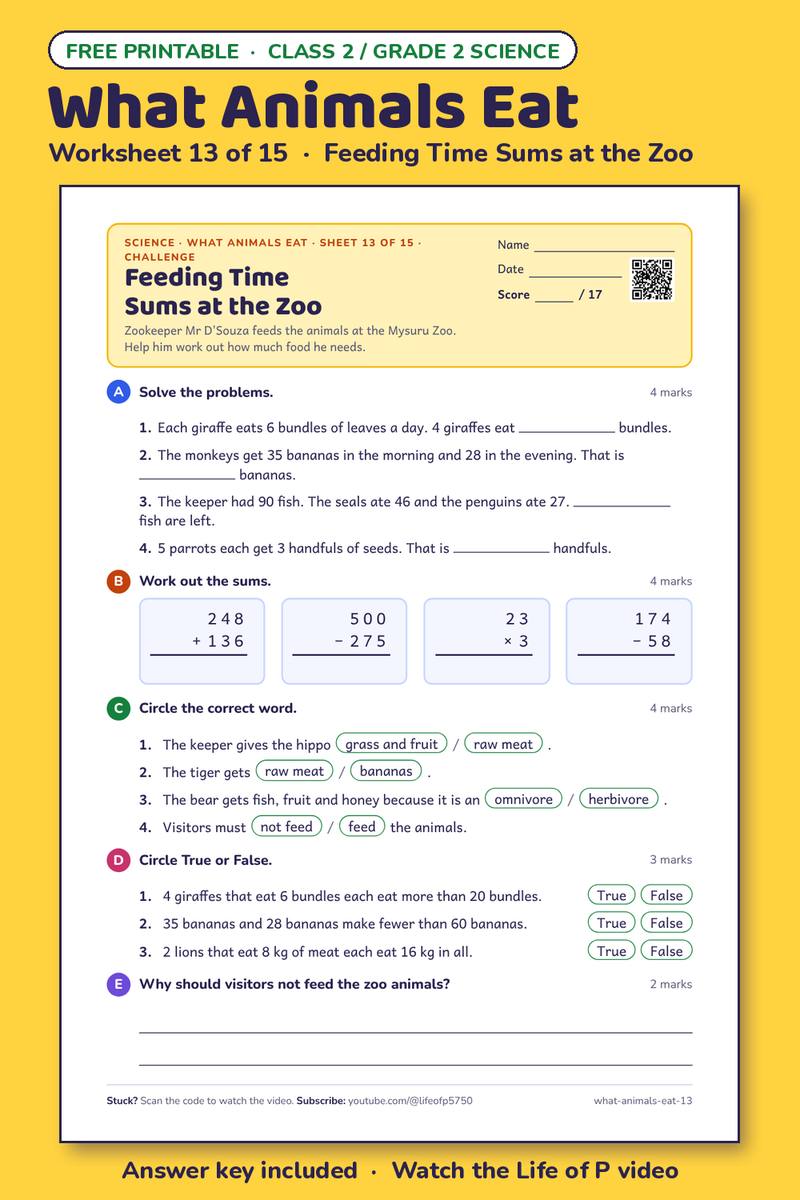 FREE PRINTABLE · CLASS 2 / GRADE 2 SCIENCE
What Animals Eat
Worksheet 13 of 15 · Feeding Time Sums at the Zoo
SCIENCE · WHAT ANIMALS EAT · SHEET 13 OF 15 ·
CHALLENGE
Feeding Time
Sums at the Zoo
Zookeeper Mr D'Souza feeds the animals at the Mysuru Zoo.
Help him work out how much food he needs.
Name
Date
Score _____ / 17
A Solve the problems. 4 marks
1. Each giraffe eats 6 bundles of leaves a day. 4 giraffes eat ____________ bundles.
2. The monkeys get 35 bananas in the morning and 28 in the evening. That is
____________ bananas.
3. The keeper had 90 fish. The seals ate 46 and the penguins ate 27. ____________
fish are left.
4. 5 parrots each get 3 handfuls of seeds. That is ____________ handfuls.
B Work out the sums. 4 marks
248 500 23 174
+ 136 − 275 × 3 − 58
C Circle the correct word. 4 marks
1. The keeper gives the hippo grass and fruit / raw meat .
2. The tiger gets raw meat / bananas .
3. The bear gets fish, fruit and honey because it is an omnivore / herbivore .
4. Visitors must not feed / feed the animals.
D Circle True or False. 3 marks
1. 4 giraffes that eat 6 bundles each eat more than 20 bundles. True False
2. 35 bananas and 28 bananas make fewer than 60 bananas. True False
3. 2 lions that eat 8 kg of meat each eat 16 kg in all. True False
E Why should visitors not feed the zoo animals? 2 marks
Stuck? Scan the code to watch the video. Subscribe: youtube.com/@lifeofp5750 what-animals-eat-13
Answer key included · Watch the Life of P video